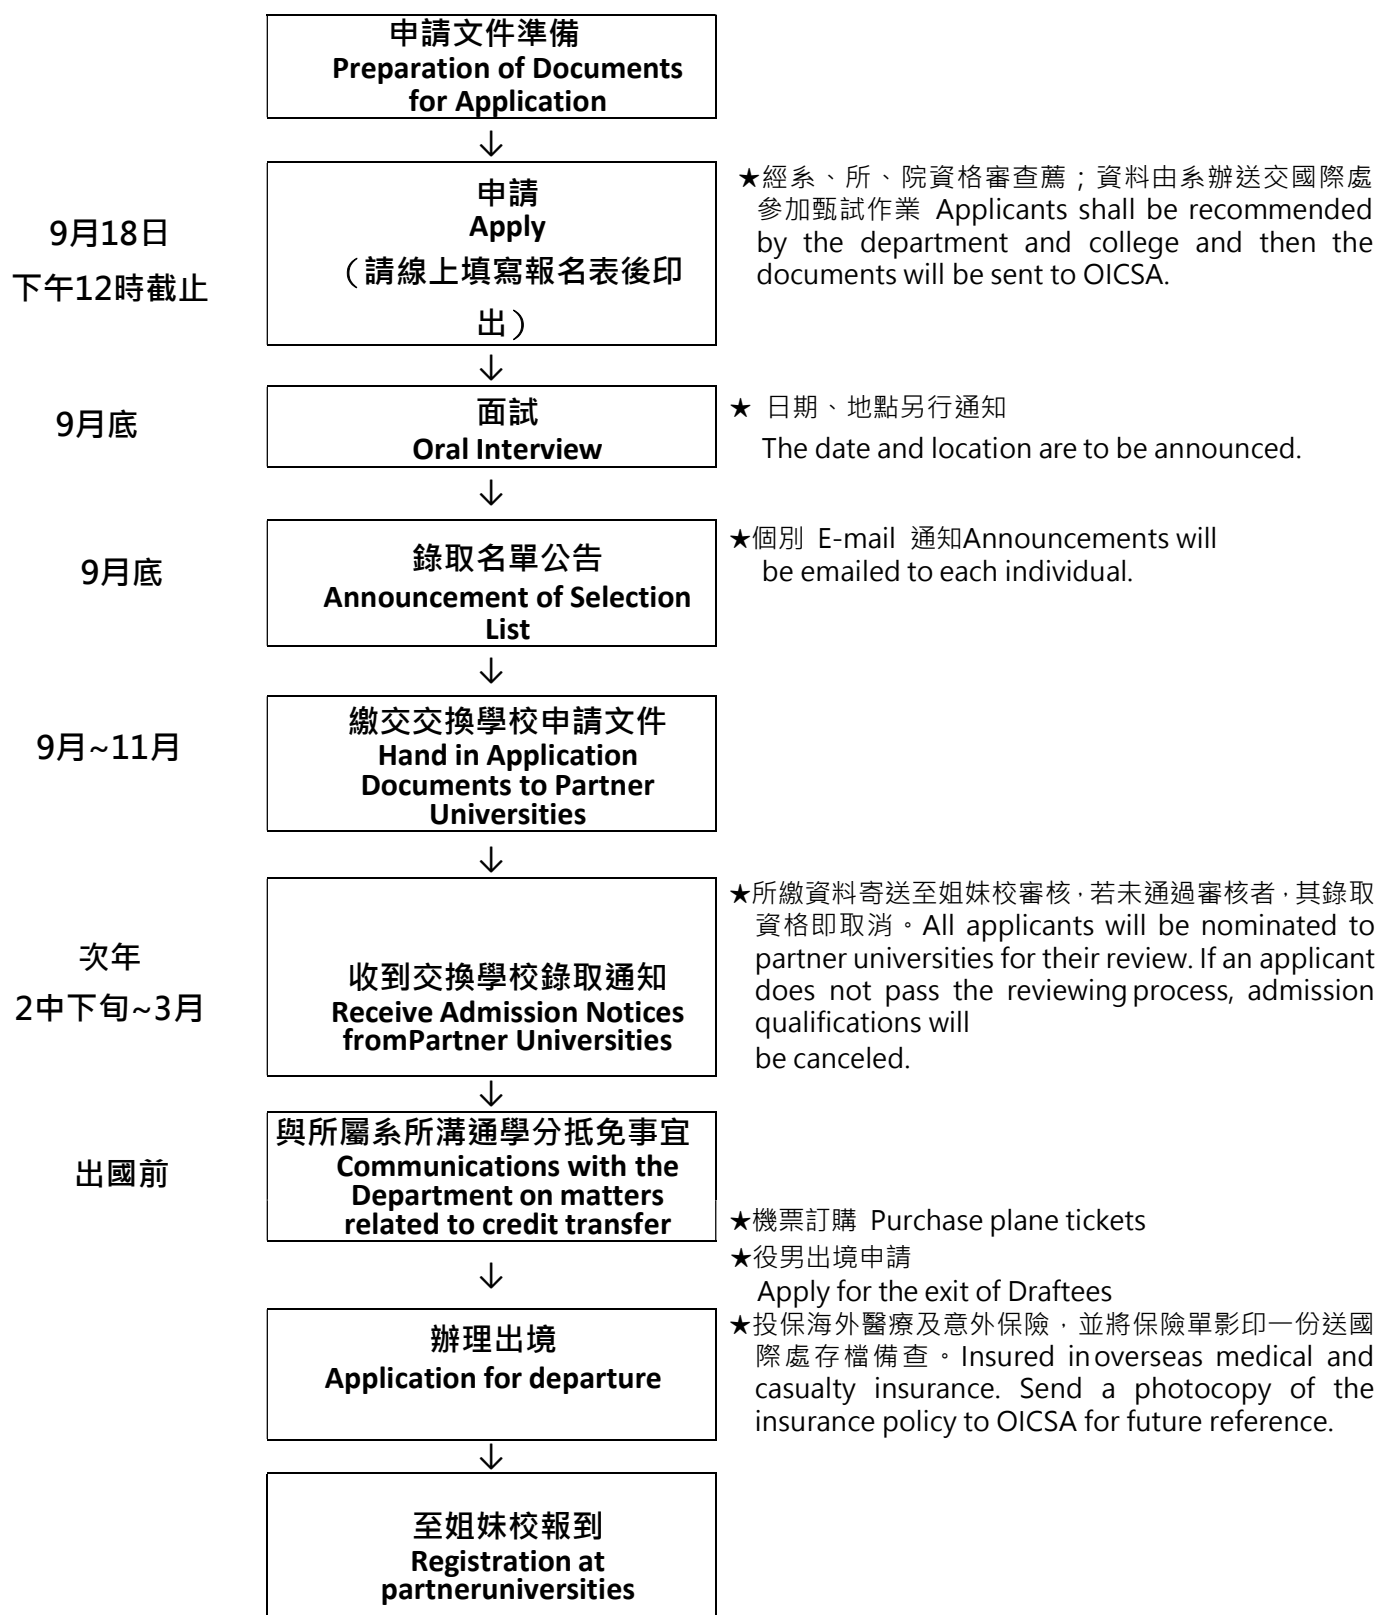 申請文件準備
Preparation of Documents
for Application
↓
9月18日
下午12時截止
申請
Apply
（請線上填寫報名表後印
出）
★經系、所、院資格審查薦；資料由系辦送交國際處
參加甄試作業 Applicants shall be recommended
by the department and college and then the
documents will be sent to OICSA.
↓
9月底
面試
Oral Interview
★ 日期、地點另行通知
The date and location are to be announced.
↓
9月底
錄取名單公告
Announcement of Selection
List
★個別 E-mail 通知Announcements will
be emailed to each individual.
↓
9月~11月
繳交交換學校申請文件
Hand in Application
Documents to Partner
Universities
↓
次年
2中下旬~3月
收到交換學校錄取通知
Receive Admission Notices
fromPartner Universities
★所繳資料寄送至姐妹校審核，若未通過審核者，其錄取
資格即取消。All applicants will be nominated to
partner universities for their review. If an applicant
does not pass the reviewing process, admission
qualifications will
be canceled.
↓
出國前
與所屬系所溝通學分抵免事宜
Communications with the
Department on matters
related to credit transfer
↓
辦理出境
Application for departure
★機票訂購 Purchase plane tickets
★役男出境申請
Apply for the exit of Draftees
★投保海外醫療及意外保險，並將保險單影印一份送國
際處存檔備查。Insured in overseas medical and
casualty insurance. Send a photocopy of the
insurance policy to OICSA for future reference.
↓
至姐妹校報到
Registration at
partneruniversities